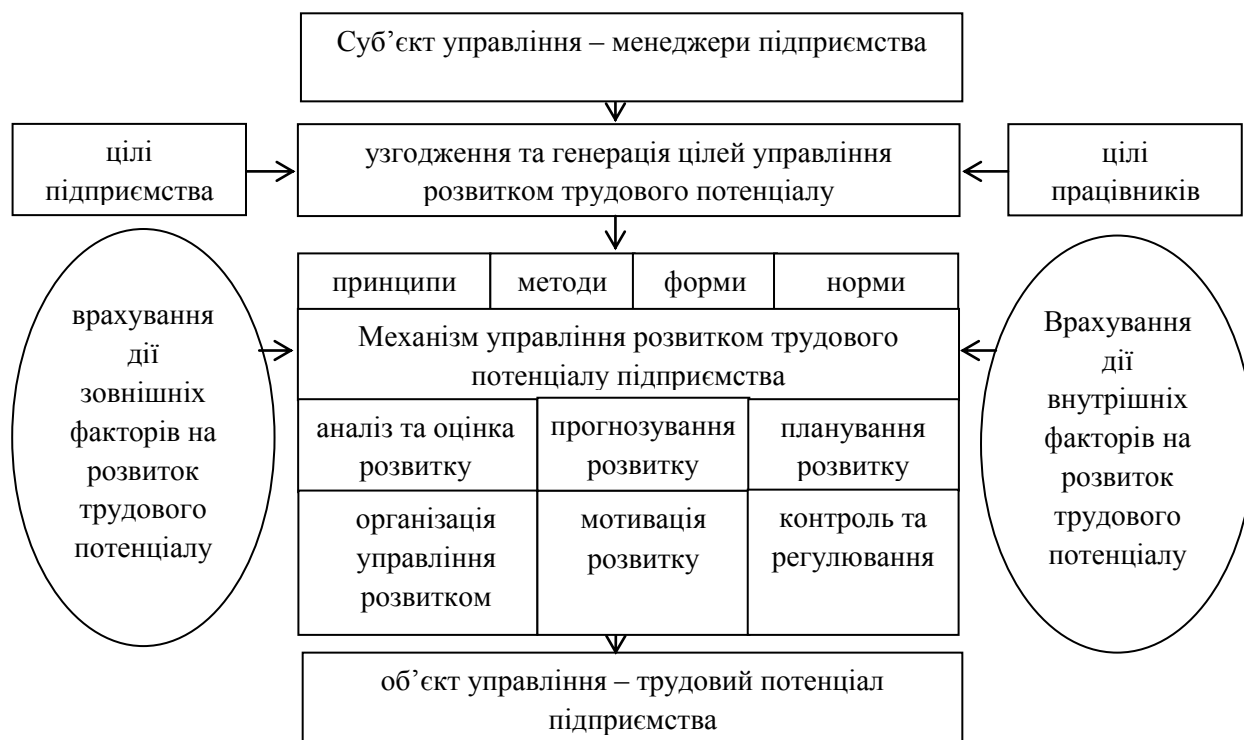 Суб’єкт управління – менеджери підприємства
цілі
підприємства
узгодження та генерація цілей управління
розвитком трудового потенціалу
цілі
працівників
принципи
методи
форми
норми
врахування
дії
зовнішніх
факторів на
розвиток
трудового
потенціалу
Механізм управління розвитком трудового
потенціалу підприємства
Врахування
дії
внутрішніх
факторів на
розвиток
трудового
потенціалу
аналіз та оцінка
розвитку
прогнозування
розвитку
планування
розвитку
організація
управління
розвитком
мотивація
розвитку
контроль та
регулювання
об’єкт управління – трудовий потенціал
підприємства